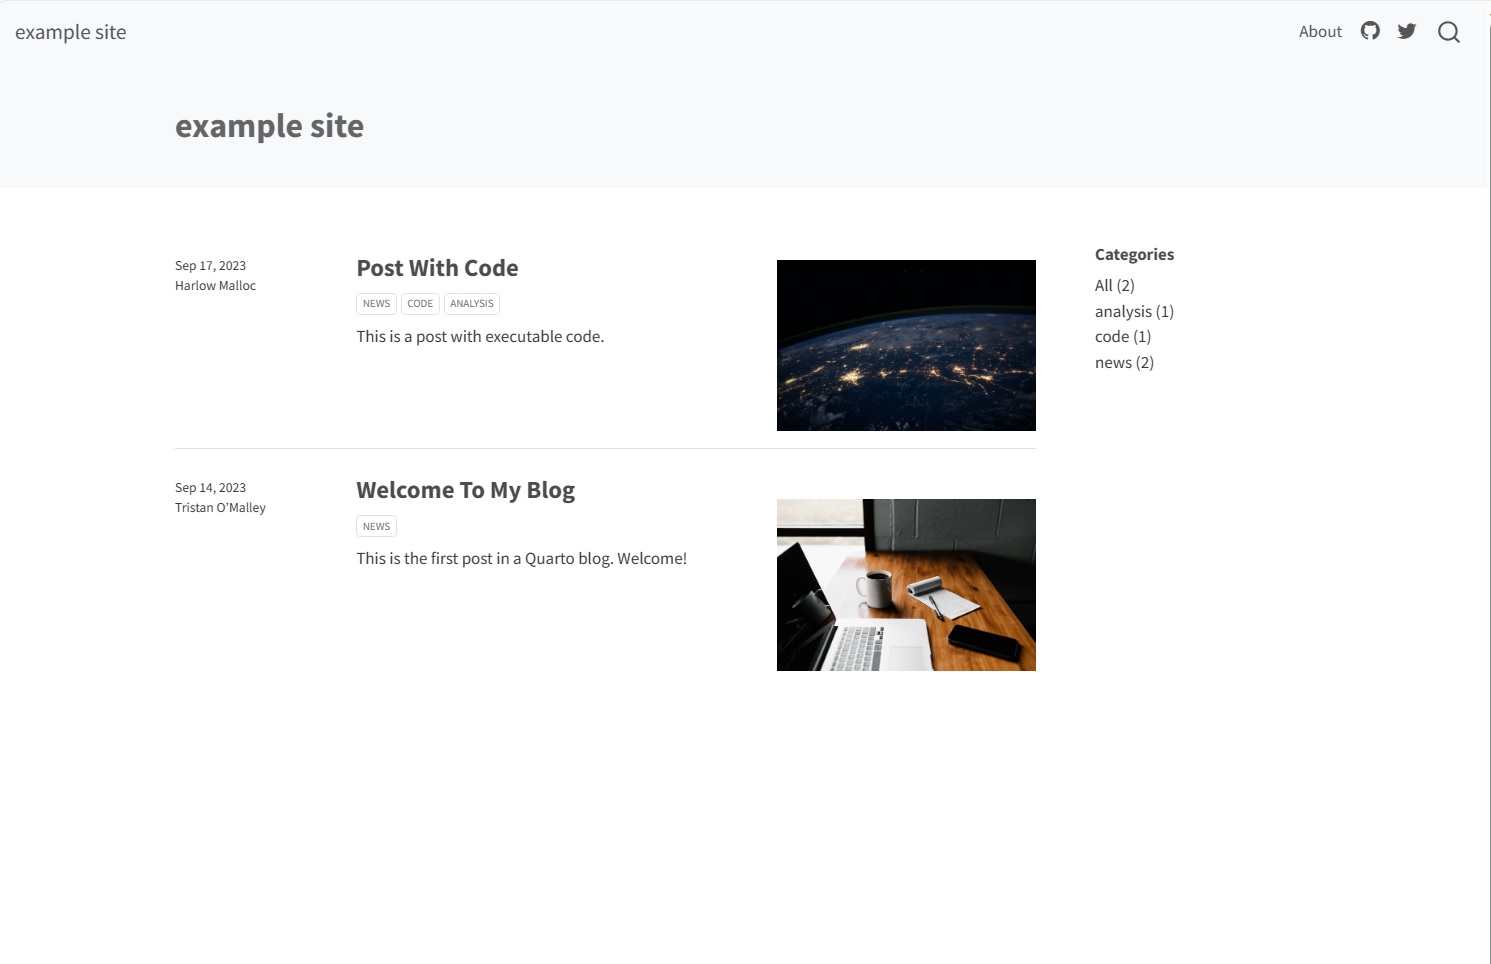 example site
About
example site
Sep 17, 2023
Harlow Malloc
Post With Code
NEWS CODE ANALYSIS
This is a post with executable code.
Categories
All (2)
analysis (1)
code (1)
news (2)
Sep 14, 2023
Tristan O’Malley
Welcome To My Blog
NEWS
This is the first post in a Quarto blog. Welcome!